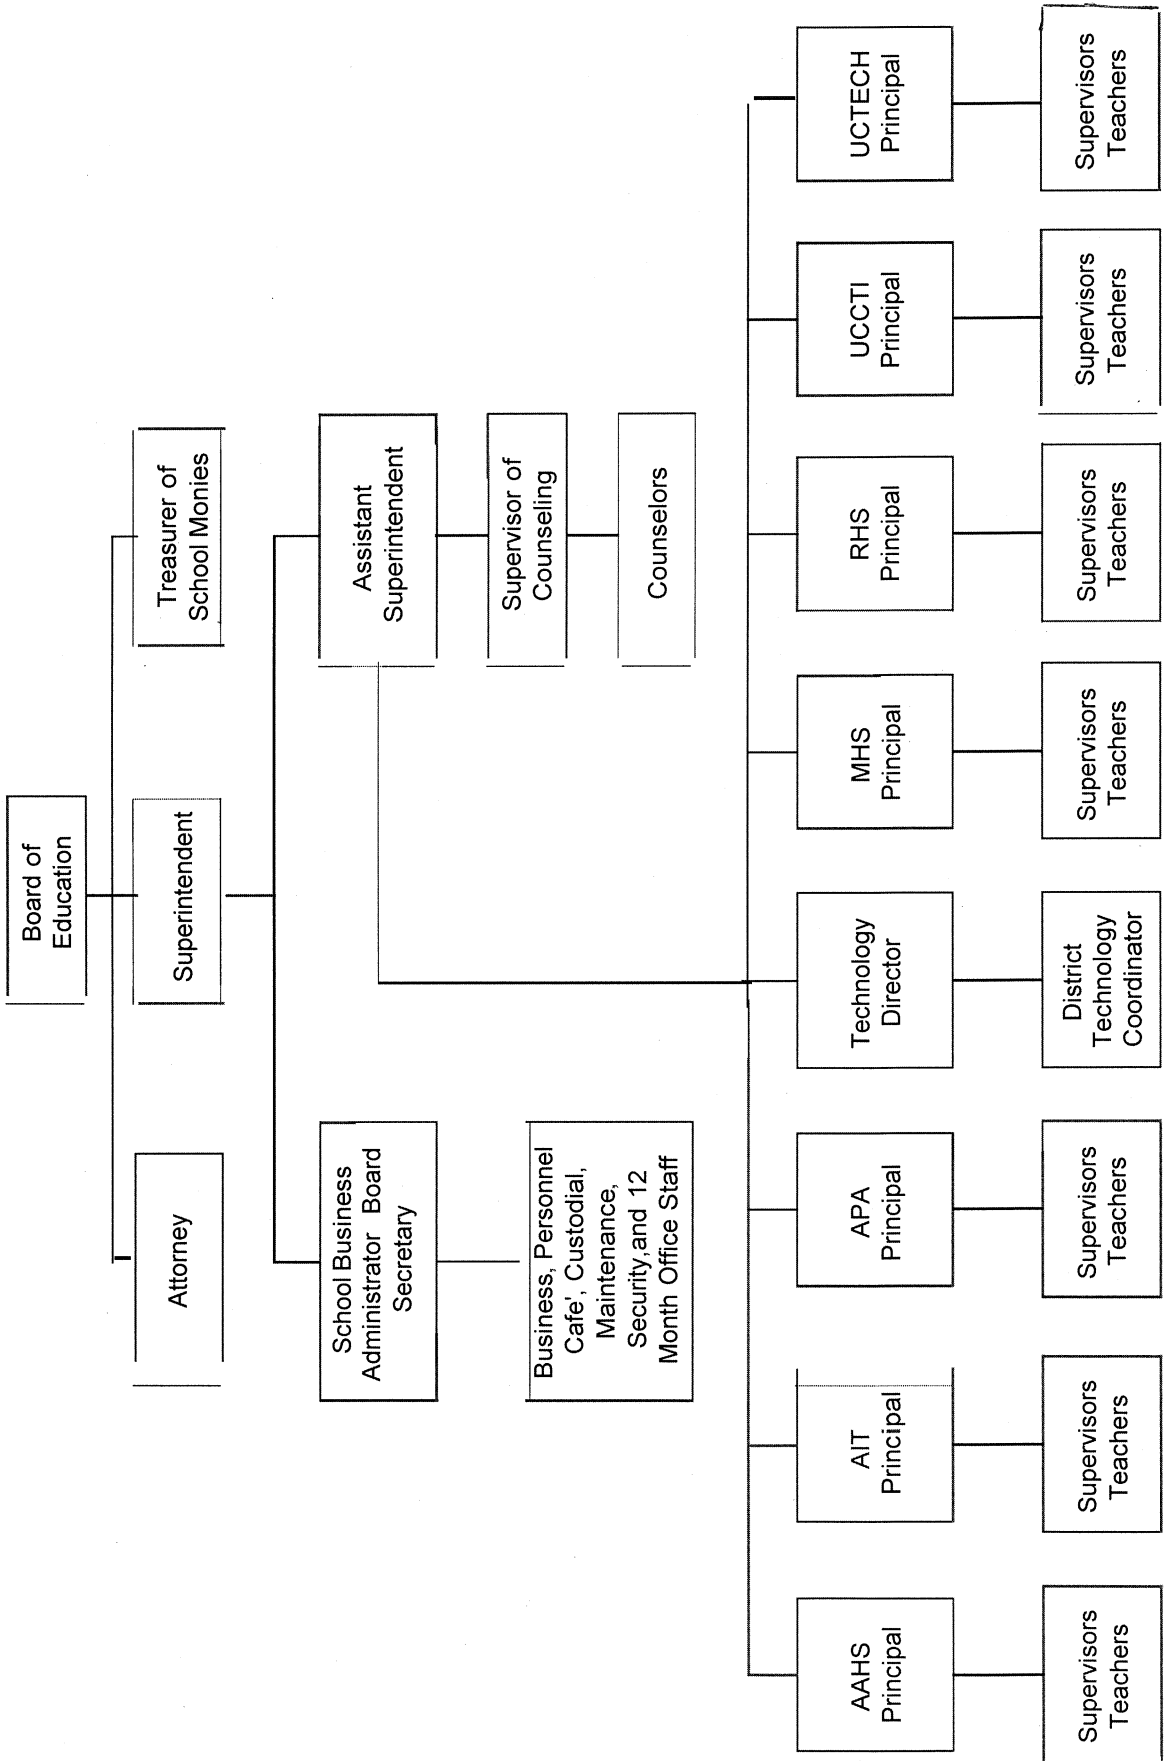 Board of
Education
Attorney
Superintendent
Treasurer of
School Monies
School Business
Administrator Board
Secretary
Assistant
Superintendent
Business, Personnel
Cafe', Custodial,
Maintenance,
Security,and 12
Month Office Staff
Supervisor of
Counseling
Counselors
AAHS
Principal
AIT
Principal
APA
Principal
Technology
Director
MHS
Principal
RHS
Principal
UCCTI
Principal
UCTECH
Principal
Supervisors
Teachers
Supervisors
Teachers
Supervisors
Teachers
District
Technology
Coordinator
Supervisors
Teachers
Supervisors
Teachers
Supervisors
Teachers
Supervisors
Teachers